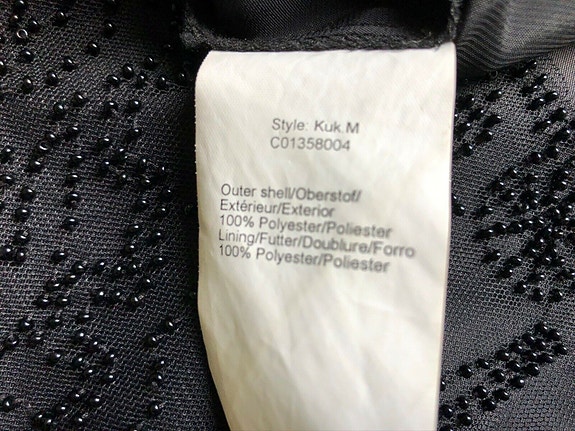 Style: Kuk.M
C01358004
Outer shell/Oberstof/
Extérieur/Exterior
100% Polyester/Poliester
Lining/Futter/Doublure/Forro
100% Polyester/Poliester